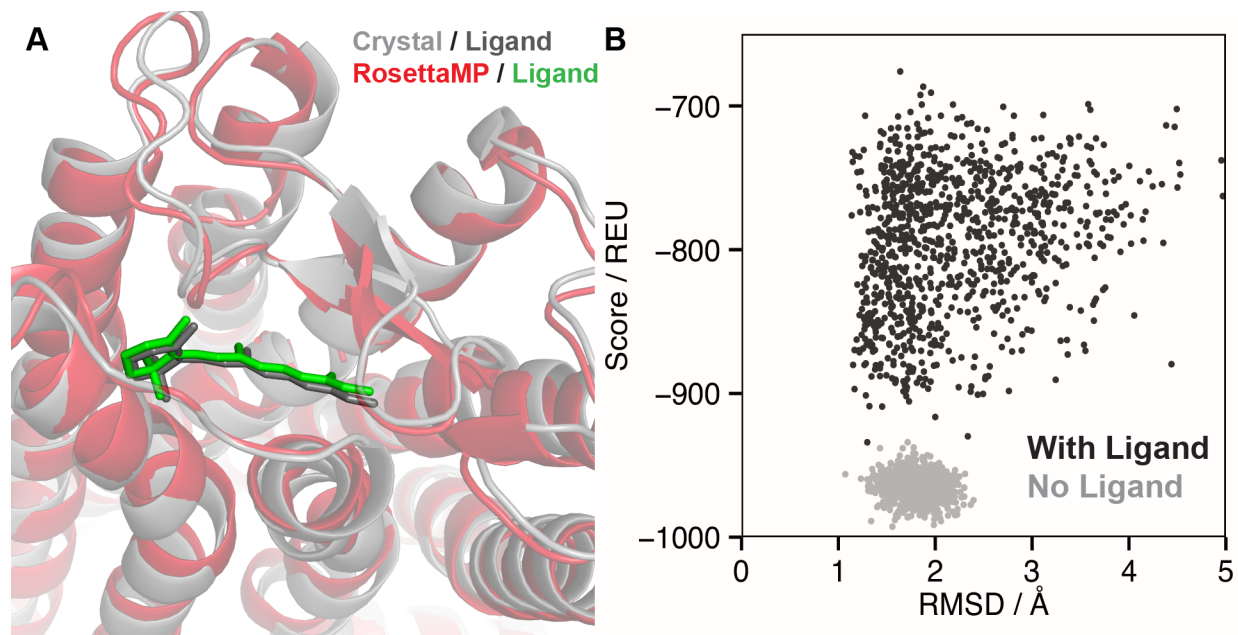 A
Crystal / Ligand
RosettaMP / Ligand
B
Score / REU
−700
−800
−900
−1000
With Ligand
No Ligand
0 1 2 3 4 5
RMSD / Å